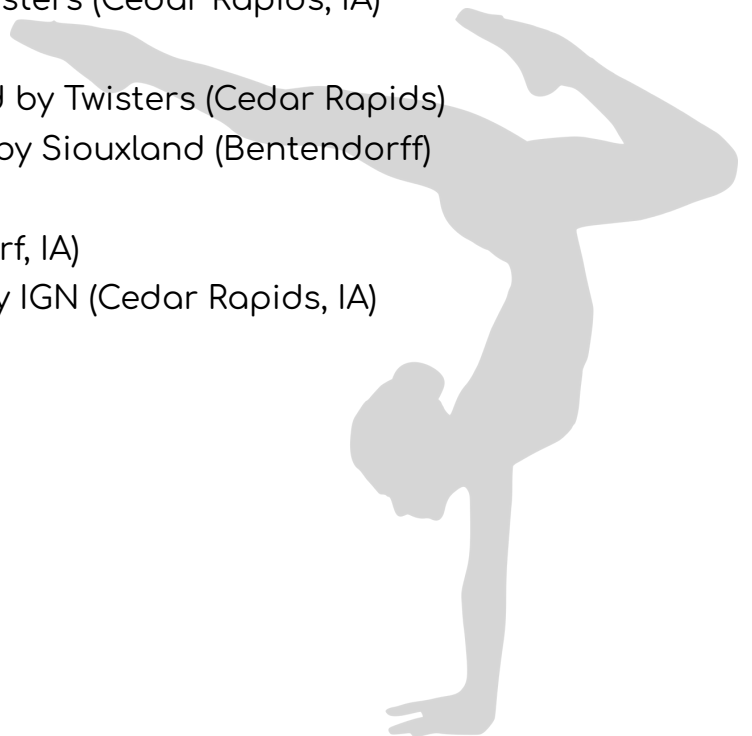 sters (Cedar Rapids, IA)
d by Twisters (Cedar Rapids)
by Siouxland (Bentendorff)
rf, IA)
y IGN (Cedar Rapids, IA)